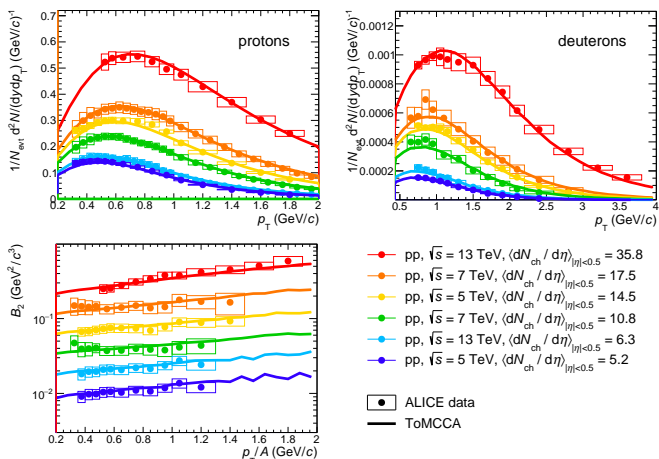 protons
1/N_evt d²N/(dydp_T) (GeV/c)⁻¹
0.7
0.6
0.5
0.4
0.3
0.2
0.1
0
0.2 0.4 0.6 0.8 1 1.2 1.4 1.6 1.8 2
p_T (GeV/c)
deuterons
1/N_evt d²N/(dydp_T) (GeV/c)⁻¹
0.001
0.0008
0.0006
0.0004
0.0002
0.5 1 1.5 2 2.5 3 3.5 4
p_T (GeV/c)
B₂ (GeV²/c³)
10⁻¹
10⁻²
0.2 0.4 0.6 0.8 1 1.2 1.4 1.6 1.8 2
p_T/A (GeV/c)
pp, √s = 13 TeV, ⟨dN_ch / dη⟩_|η|<0.5 = 35.8
pp, √s = 7 TeV, ⟨dN_ch / dη⟩_|η|<0.5 = 17.5
pp, √s = 5 TeV, ⟨dN_ch / dη⟩_|η|<0.5 = 14.5
pp, √s = 7 TeV, ⟨dN_ch / dη⟩_|η|<0.5 = 10.8
pp, √s = 13 TeV, ⟨dN_ch / dη⟩_|η|<0.5 = 6.3
pp, √s = 5 TeV, ⟨dN_ch / dη⟩_|η|<0.5 = 5.2
ALICE data
ToMCCA